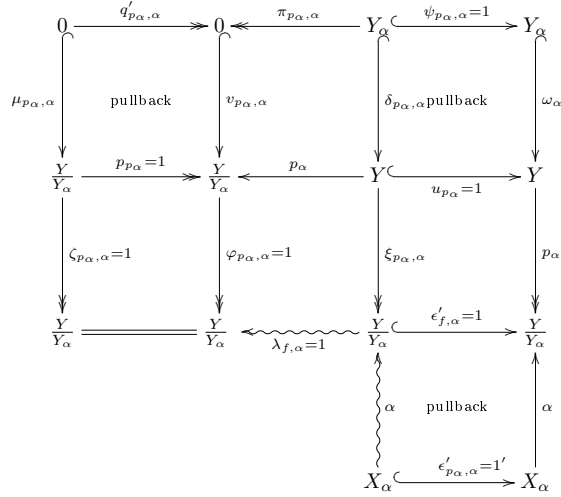 0 q′_{p_α,α} 0 π_{p_α,α} Y_α ψ_{p_α,α}=1 Y_α
μ_{p_α,α} pullback υ_{p_α,α} δ_{p_α,α} pullback ω_α
Y/Y_α p_{p_α}=1 Y/Y_α p_α Y u_{p_α}=1 Y
ζ_{p_α,α}=1 φ_{p_α,α}=1 ξ_{p_α,α} p_α
Y/Y_α Y/Y_α λ_{f,α}=1 Y/Y_α ϵ′_{f,α}=1 Y/Y_α
α pullback α
X_α ϵ′_{p_α,α}=1′ X_α